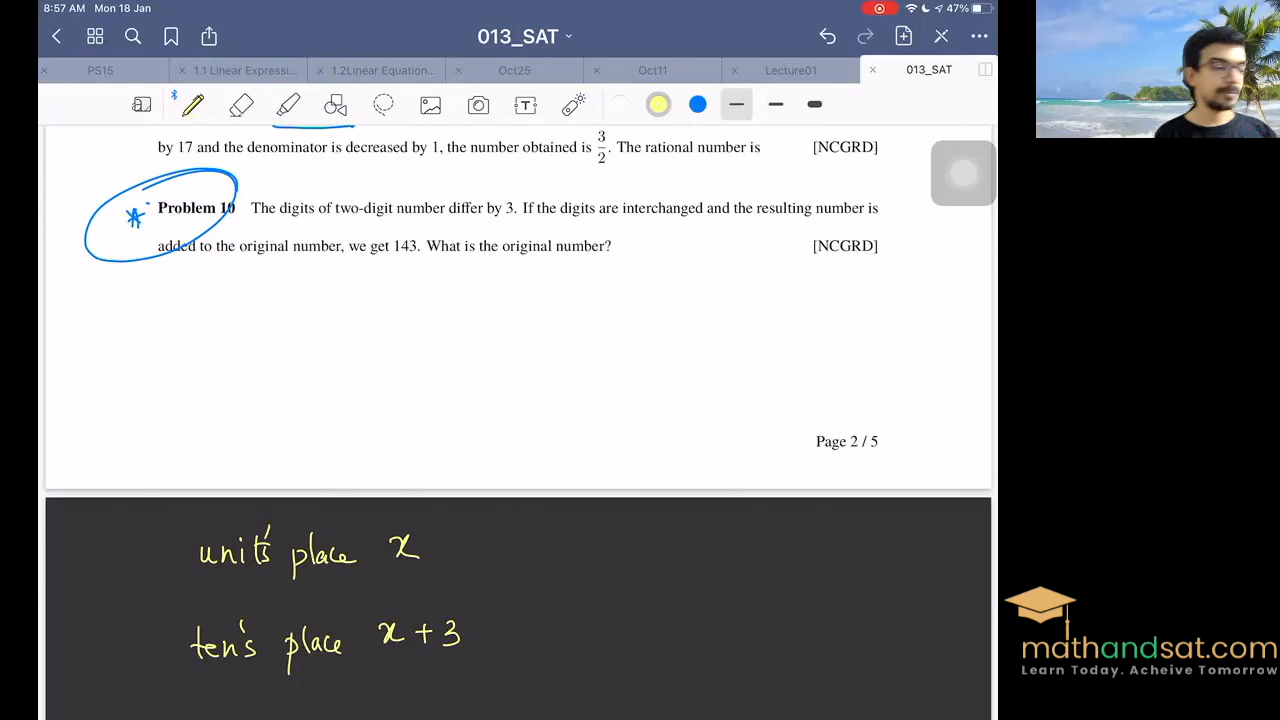 8:57 AM Mon 18 Jan
47%
013_SAT
PS15
1.1 Linear Expressi...
1.2Linear Equation...
Oct25
Oct11
Lecture01
013_SAT
T
by 17 and the denominator is decreased by 1, the number obtained is 3/2. The rational number is [NCGRD]
* Problem 10 The digits of two-digit number differ by 3. If the digits are interchanged and the resulting number is
added to the original number, we get 143. What is the original number? [NCGRD]
Page 2 / 5
unit's place x
ten's place x + 3
mathandsat.com
Learn Today. Acheive Tomorrow